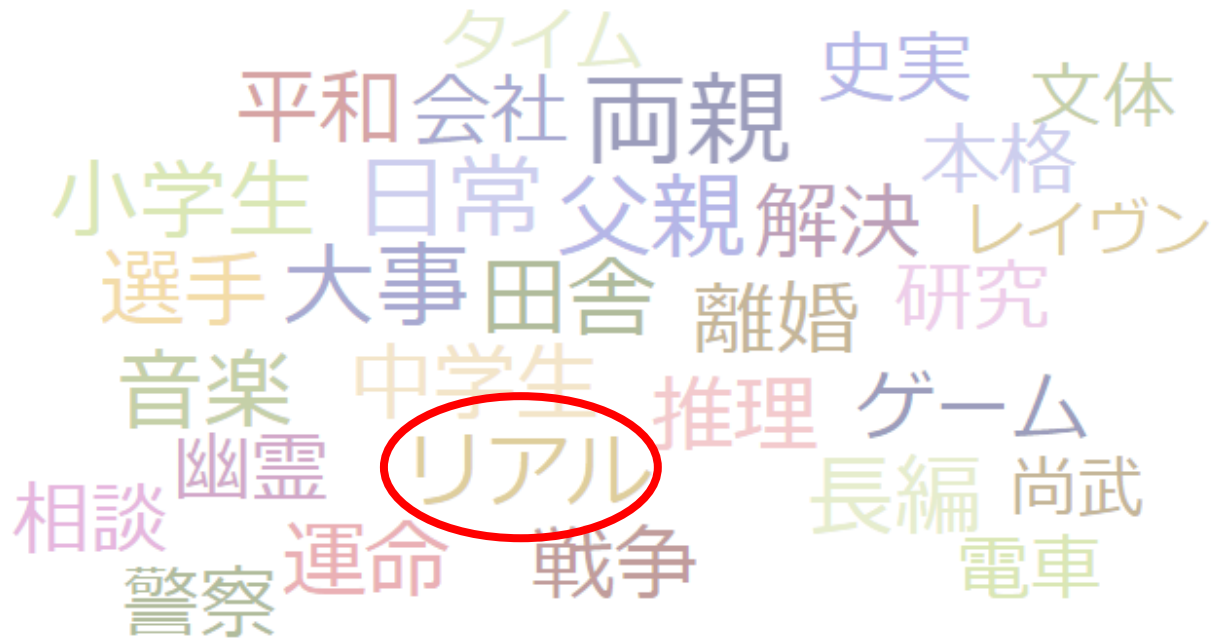 タイム
史実
平和
会社
両親
文体
本格
小学生
日常
父親
解決
レイヴン
選手
大事
田舎
離婚
研究
音楽
中学生
推理
ゲーム
幽霊
リアル
長編
尚武
相談
運命
戦争
電車
警察